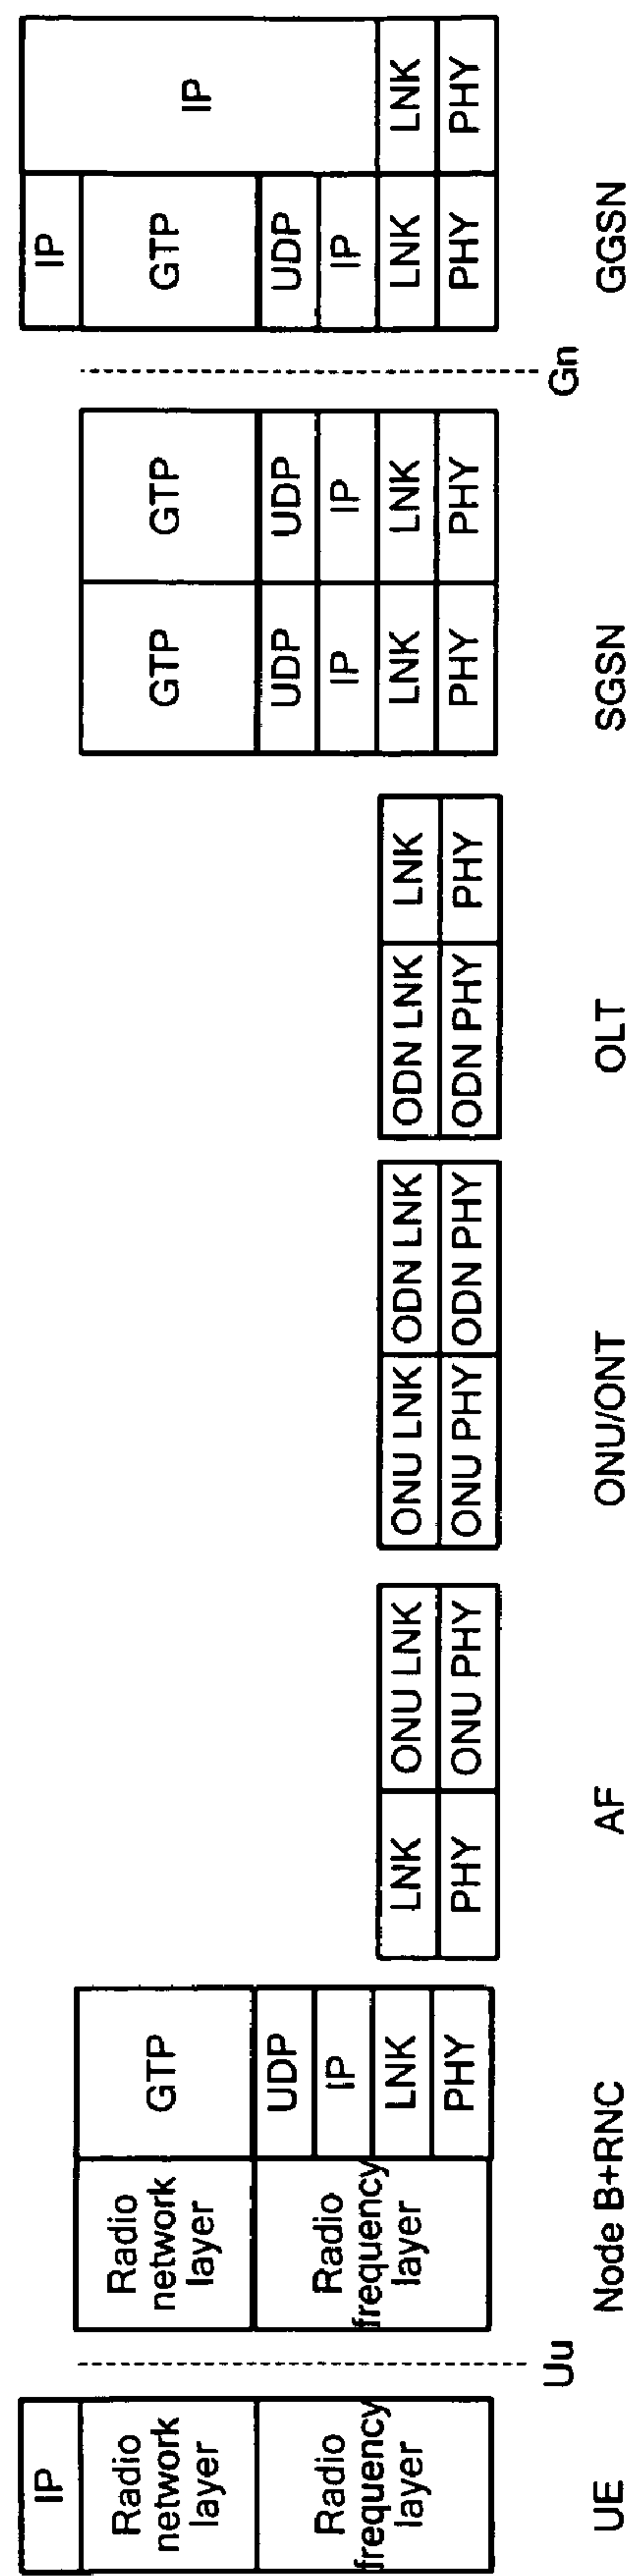 IP
Radio
network
layer
Radio
frequency
layer
UE
Uu
Radio
network
layer
Radio
frequency
layer
GTP
UDP
IP
LNK
PHY
Node B+RNC
LNK
ONU LNK
PHY
ONU PHY
AF
ONU LNK
ODN LNK
ONU PHY
ODN PHY
ONU/ONT
ODN LNK
LNK
ODN PHY
PHY
OLT
GTP
GTP
UDP
UDP
IP
IP
LNK
LNK
PHY
PHY
SGSN
Gn
IP
GTP
UDP
IP
LNK
PHY
IP
LNK
PHY
GGSN